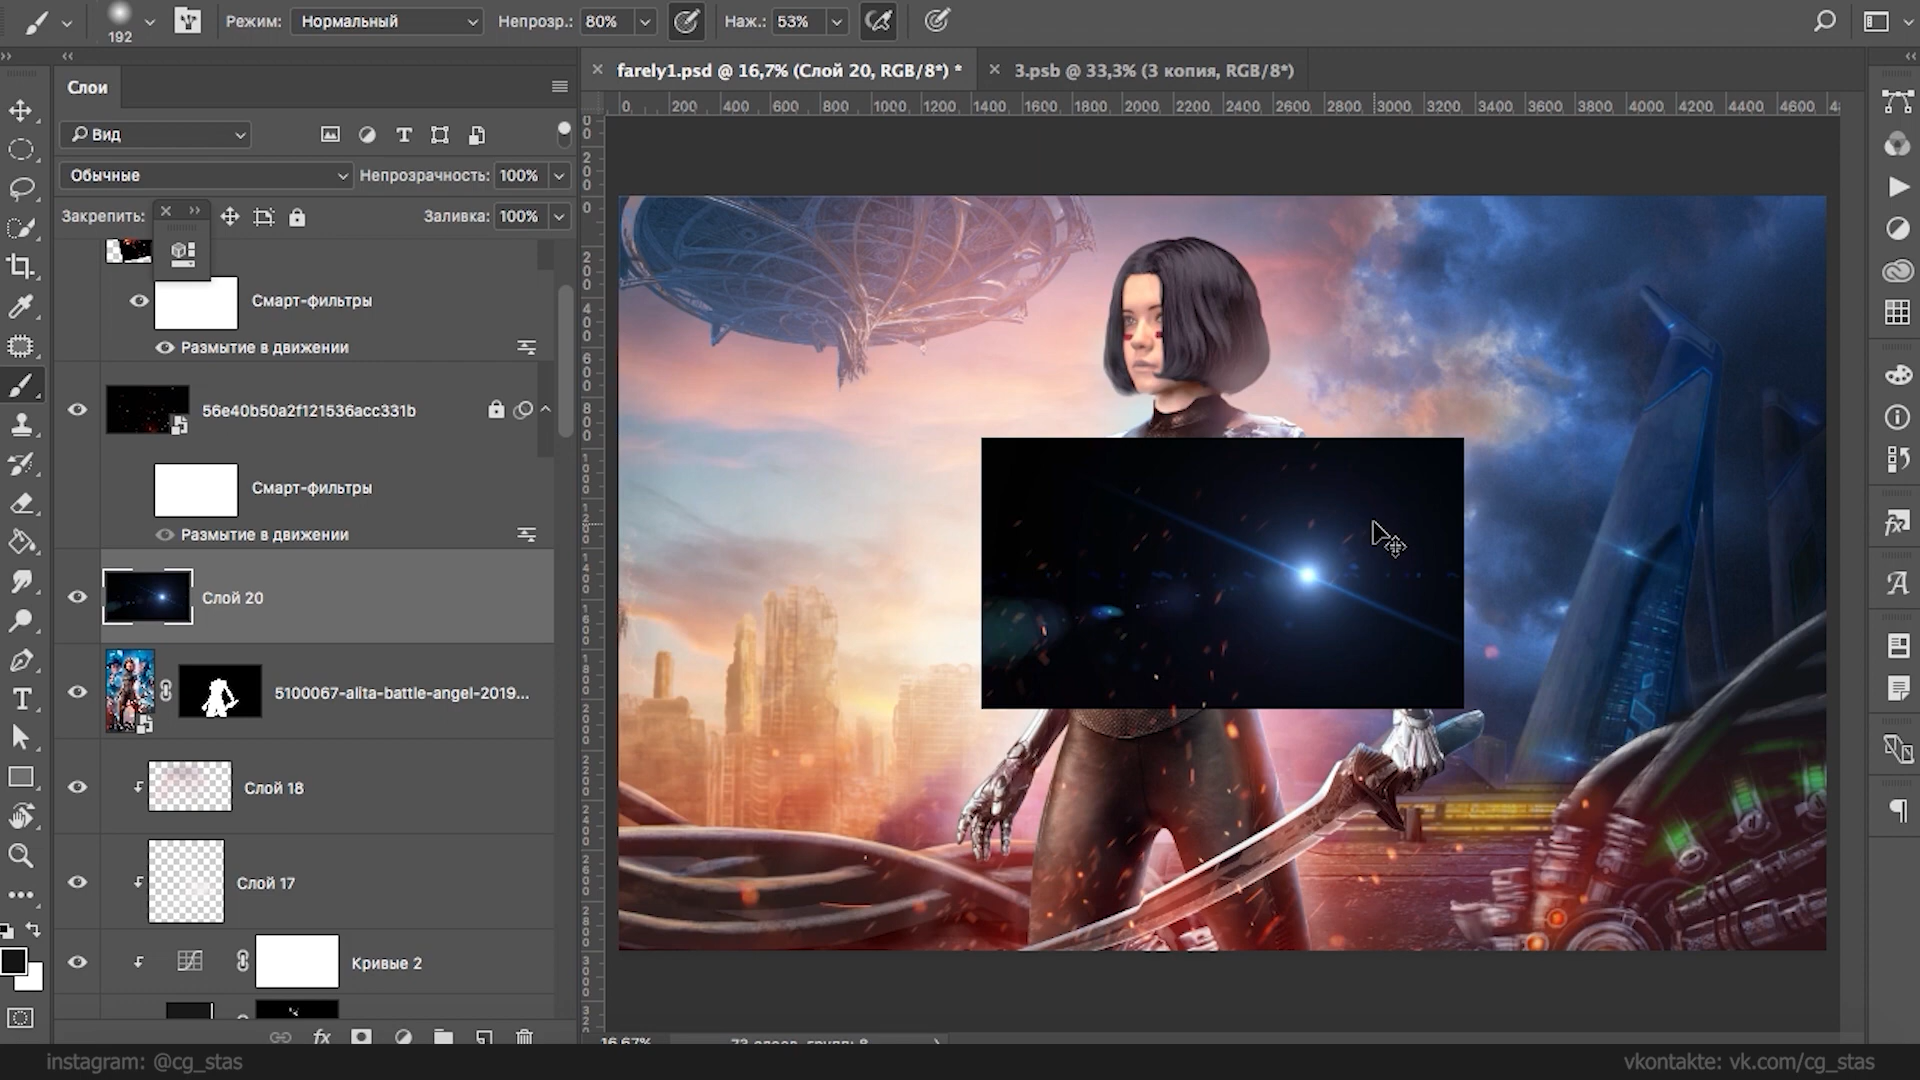 192
Режим: Нормальный Непрозр.: 80% Наж.: 53%
Слои
farely1.psd @ 16,7% (Слой 20, RGB/8*) *
3.psb @ 33,3% (3 копия, RGB/8*)
0 200 400 600 800 1000 1200 1400 1600 1800 2000 2200 2400 2600 2800 3000 3200 3400 3600 3800 4000 4200 4400 4600
Вид
Обычные Непрозрачность: 100%
Закрепить: Заливка: 100%
Смарт-фильтры
Размытие в движении
56e40b50a2f121536acc331b
Смарт-фильтры
Размытие в движении
Слой 20
5100067-alita-battle-angel-2019...
Слой 18
Слой 17
Кривые 2
fx
16,67%
instagram: @cg_stas
vkontakte: vk.com/cg_stas